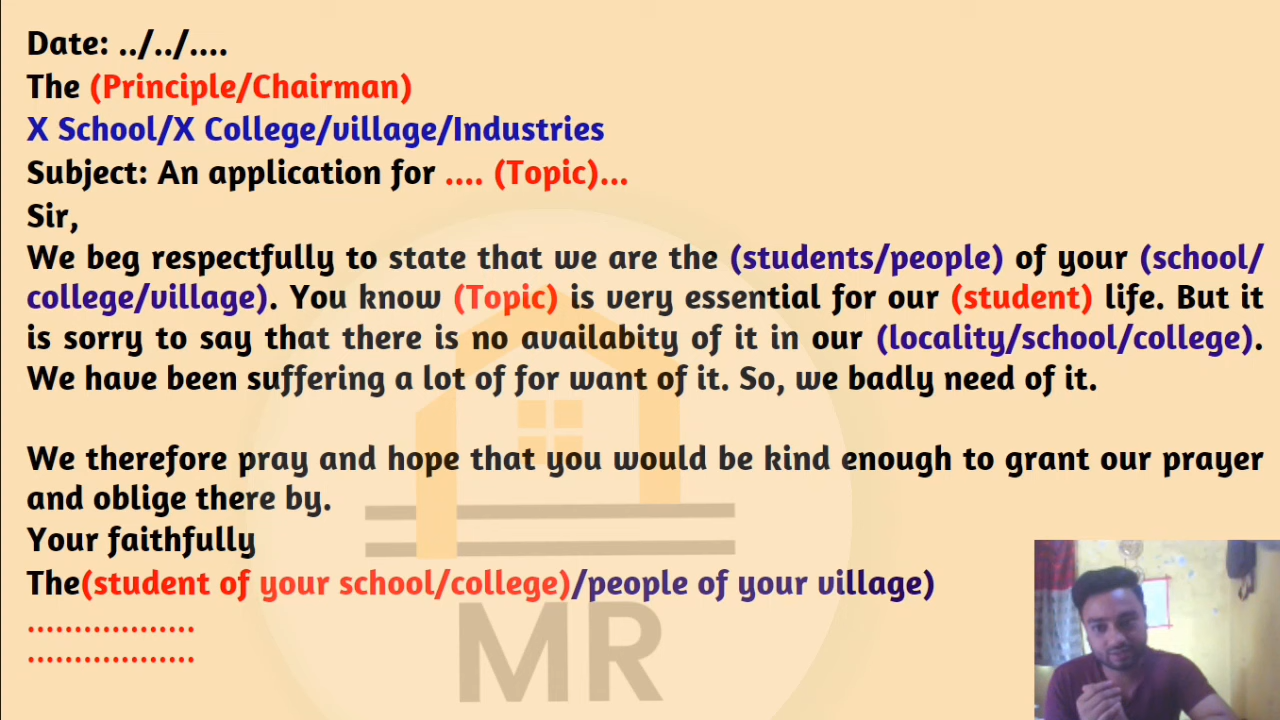 Date: ../../....
The (Principle/Chairman)
X School/X College/village/Industries
Subject: An application for .... (Topic)...
Sir,
We beg respectfully to state that we are the (students/people) of your (school/
college/village). You know (Topic) is very essential for our (student) life. But it
is sorry to say that there is no availabity of it in our (locality/school/college).
We have been suffering a lot of for want of it. So, we badly need of it.
We therefore pray and hope that you would be kind enough to grant our prayer
and oblige there by.
Your faithfully
The(student of your school/college)/people of your village)
..................
..................
MR